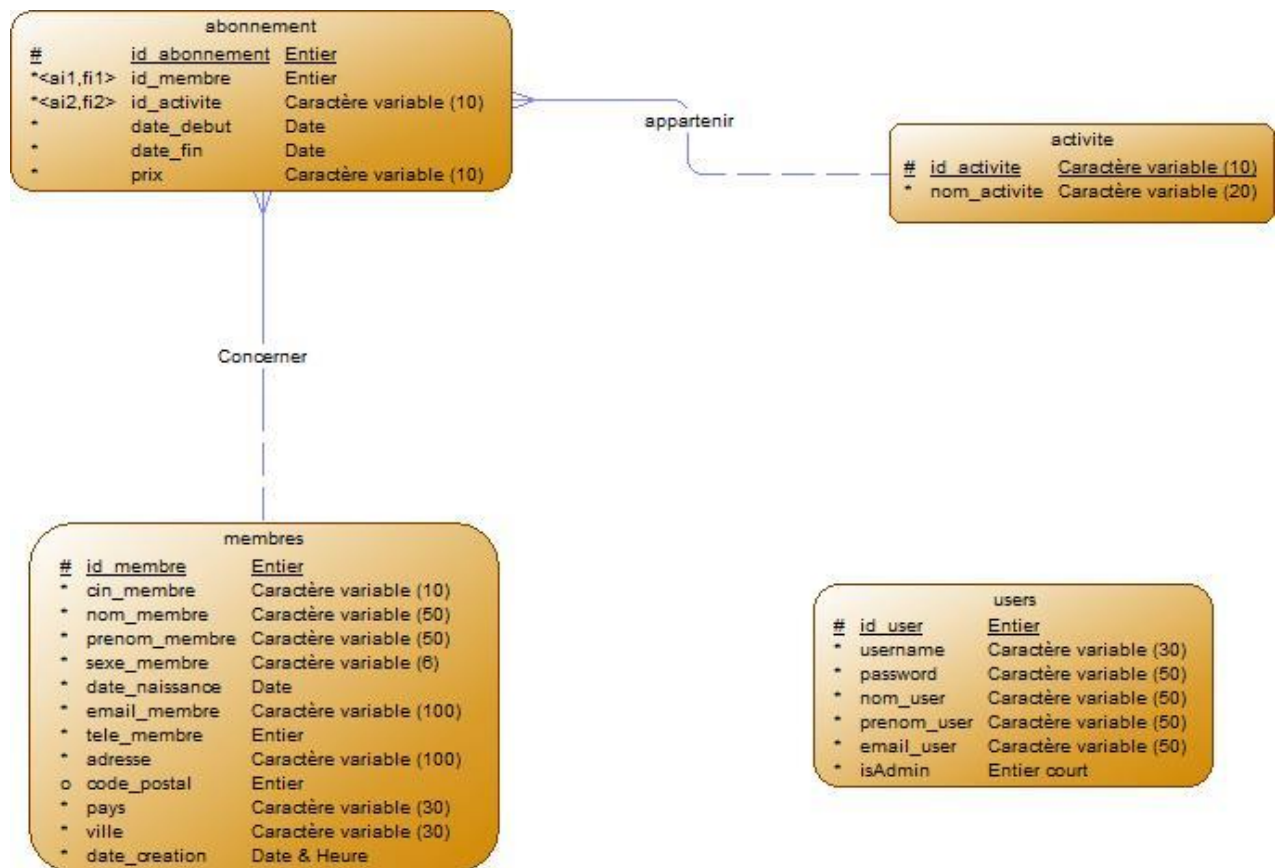 abonnement
# id_abonnement Entier
*<ai1,fi1> id_membre Entier
*<ai2,fi2> id_activite Caractère variable (10)
* date_debut Date
* date_fin Date
* prix Caractère variable (10)
appartenir
activite
# id_activite Caractère variable (10)
* nom_activite Caractère variable (20)
Concerner
membres
# id_membre Entier
* cin_membre Caractère variable (10)
* nom_membre Caractère variable (50)
* prenom_membre Caractère variable (50)
* sexe_membre Caractère variable (6)
* date_naissance Date
* email_membre Caractère variable (100)
* tele_membre Entier
* adresse Caractère variable (100)
o code_postal Entier
* pays Caractère variable (30)
* ville Caractère variable (30)
* date_creation Date & Heure
users
# id_user Entier
* username Caractère variable (30)
* password Caractère variable (50)
* nom_user Caractère variable (50)
* prenom_user Caractère variable (50)
* email_user Caractère variable (50)
* isAdmin Entier court